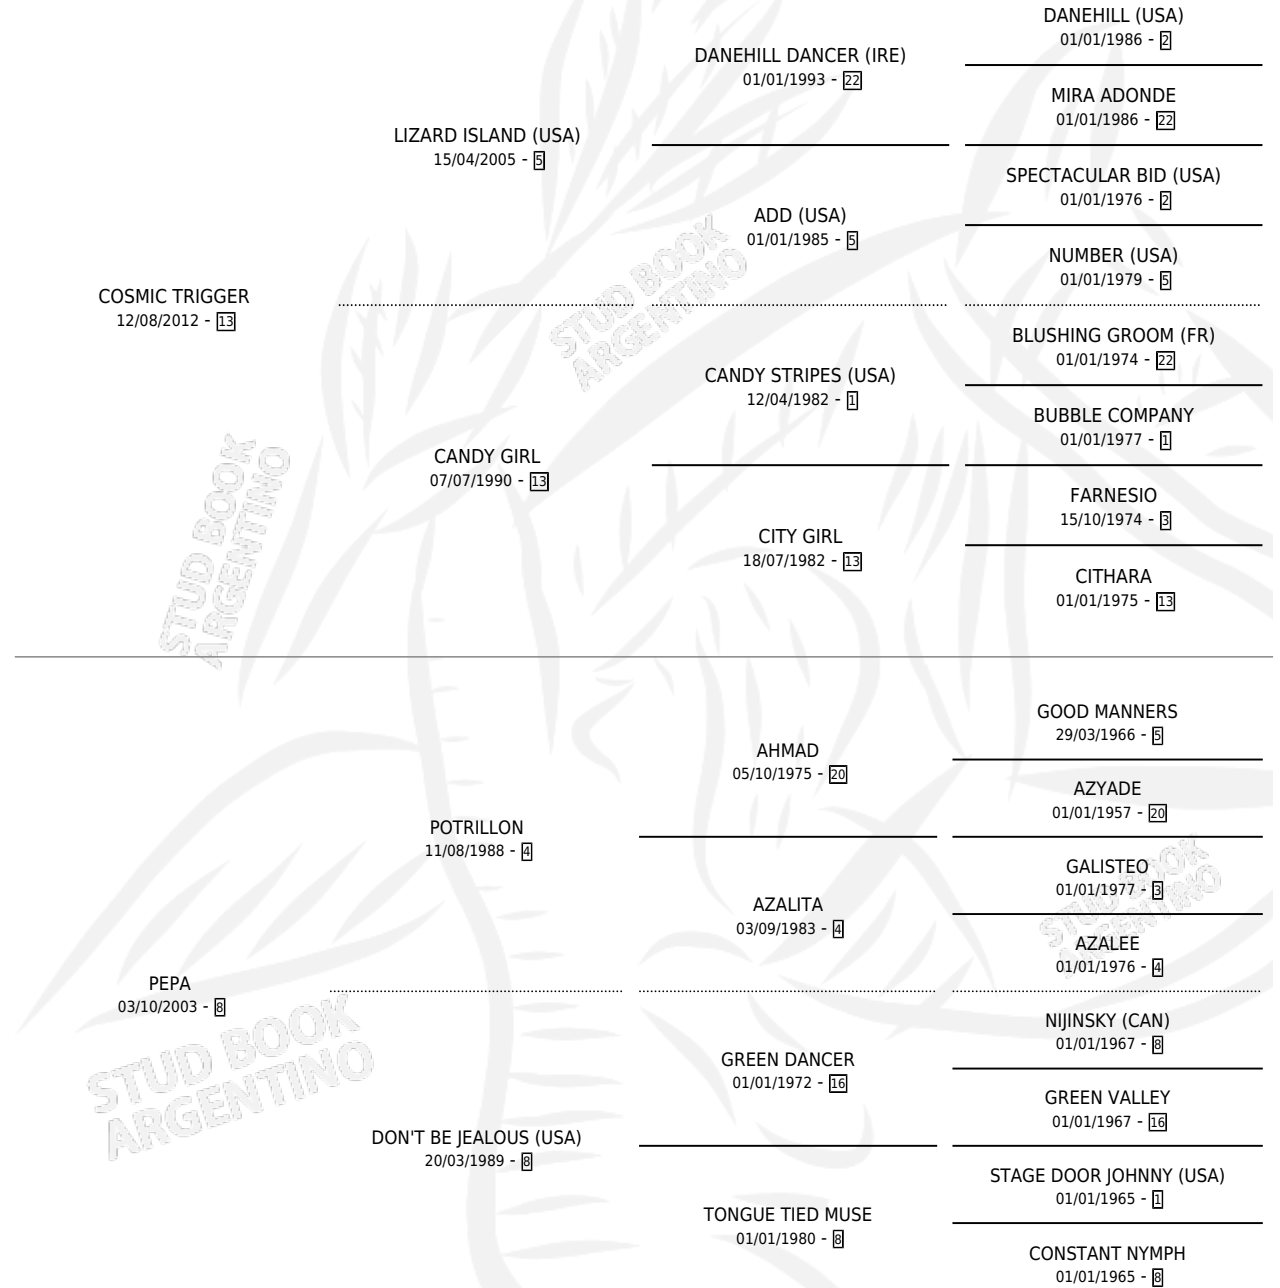 DANEHILL (USA)
01/01/1986 - 2
DANEHILL DANCER (IRE)
01/01/1993 - 22
MIRA ADONDE
01/01/1986 - 22
LIZARD ISLAND (USA)
15/04/2005 - 5
SPECTACULAR BID (USA)
01/01/1976 - 2
ADD (USA)
01/01/1985 - 5
NUMBER (USA)
01/01/1979 - 5
COSMIC TRIGGER
12/08/2012 - 13
BLUSHING GROOM (FR)
01/01/1974 - 22
CANDY STRIPES (USA)
12/04/1982 - 1
BUBBLE COMPANY
01/01/1977 - 1
CANDY GIRL
07/07/1990 - 13
FARNESIO
15/10/1974 - 3
CITY GIRL
18/07/1982 - 13
CITHARA
01/01/1975 - 13
STUD BOOK
ARGENTINO
STUD BOOK
ARGENTINO
GOOD MANNERS
29/03/1966 - 5
AHMAD
05/10/1975 - 20
AZYADE
01/01/1957 - 20
POTRILLON
11/08/1988 - 4
GALISTEO
01/01/1977 - 3
AZALITA
03/09/1983 - 4
AZALEE
01/01/1976 - 4
STUD BOOK
ARGENTINO
PEPA
03/10/2003 - 8
NIJINSKY (CAN)
01/01/1967 - 8
GREEN DANCER
01/01/1972 - 16
GREEN VALLEY
01/01/1967 - 16
DON'T BE JEALOUS (USA)
20/03/1989 - 8
STAGE DOOR JOHNNY (USA)
01/01/1965 - 1
TONGUE TIED MUSE
01/01/1980 - 8
CONSTANT NYMPH
01/01/1965 - 8
STUD BOOK
ARGENTINO